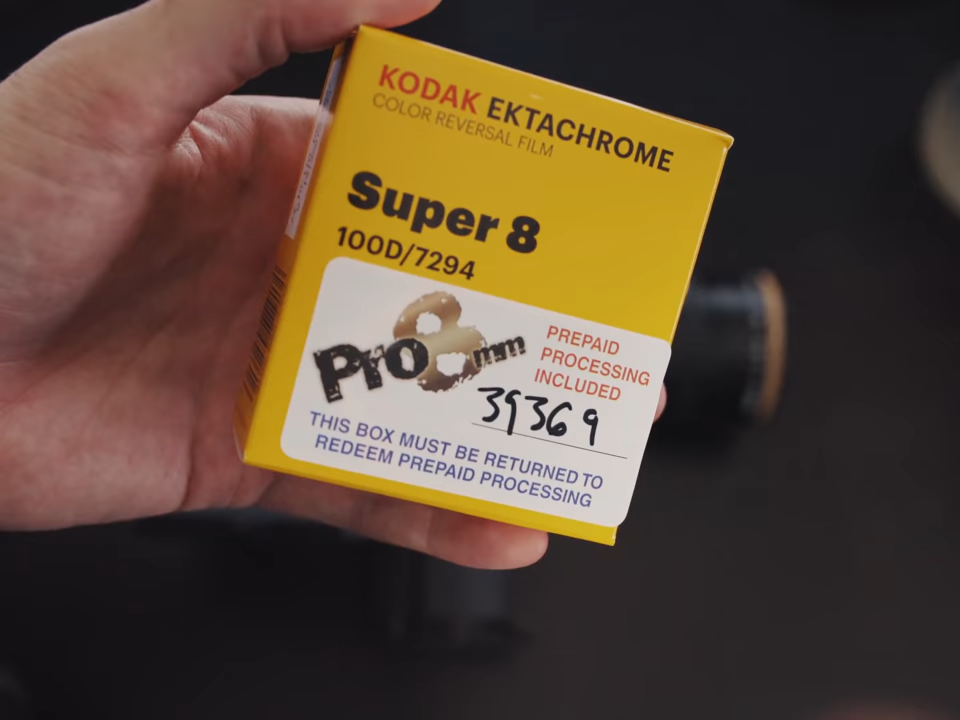 KODAK EKTACHROME
COLOR REVERSAL FILM
Super 8
100D/7294
Pro8mm
PREPAID
PROCESSING
INCLUDED
39369
THIS BOX MUST BE RETURNED TO
REDEEM PREPAID PROCESSING